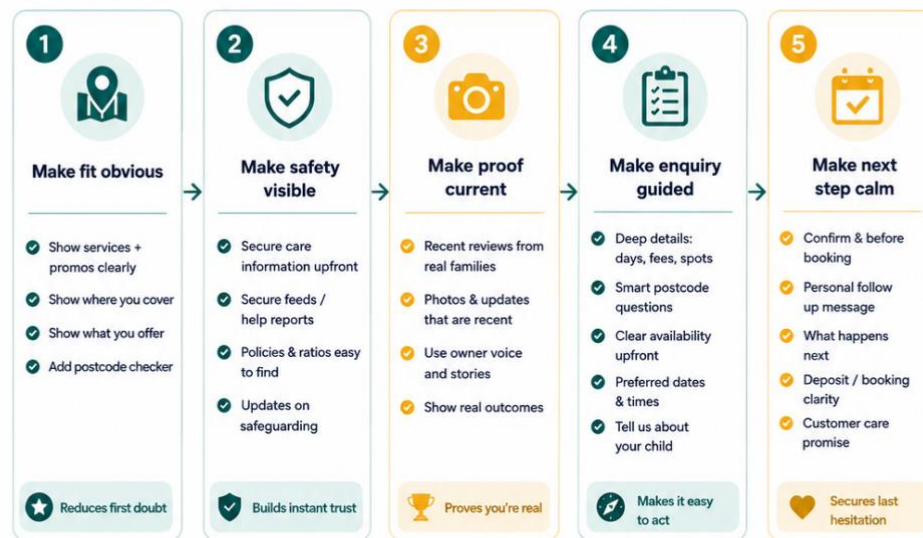 1
Make fit obvious
Show services +
promos clearly
Show where you cover
Show what you offer
Add postcode checker
Reduces first doubt
2
Make safety
visible
Secure care
information upfront
Secure feeds /
help reports
Policies & ratios easy
to find
Updates on
safeguarding
Builds instant trust
3
Make proof
current
Recent reviews from
real families
Photos & updates
that are recent
Use owner voice
and stories
Show real outcomes
Proves you're real
4
Make enquiry
guided
Deep details:
days, fees, spots
Smart postcode
questions
Clear availability
upfront
Preferred dates
& times
Tell us about
your child
Makes it easy
to act
5
Make next
step calm
Confirm & before
booking
Personal follow
up message
What happens
next
Deposit / booking
clarity
Customer care
promise
Secures last
hesitation